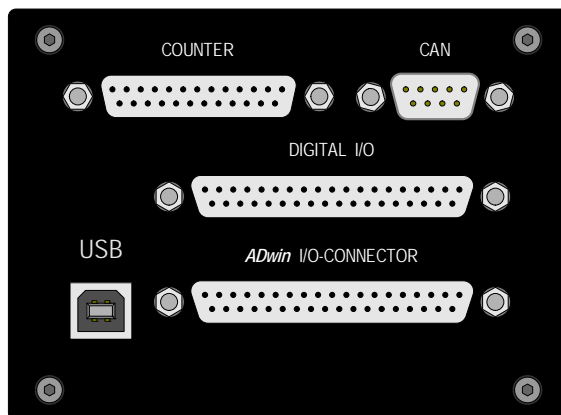 COUNTER
CAN
DIGITAL I/O
USB
ADwin I/O-CONNECTOR